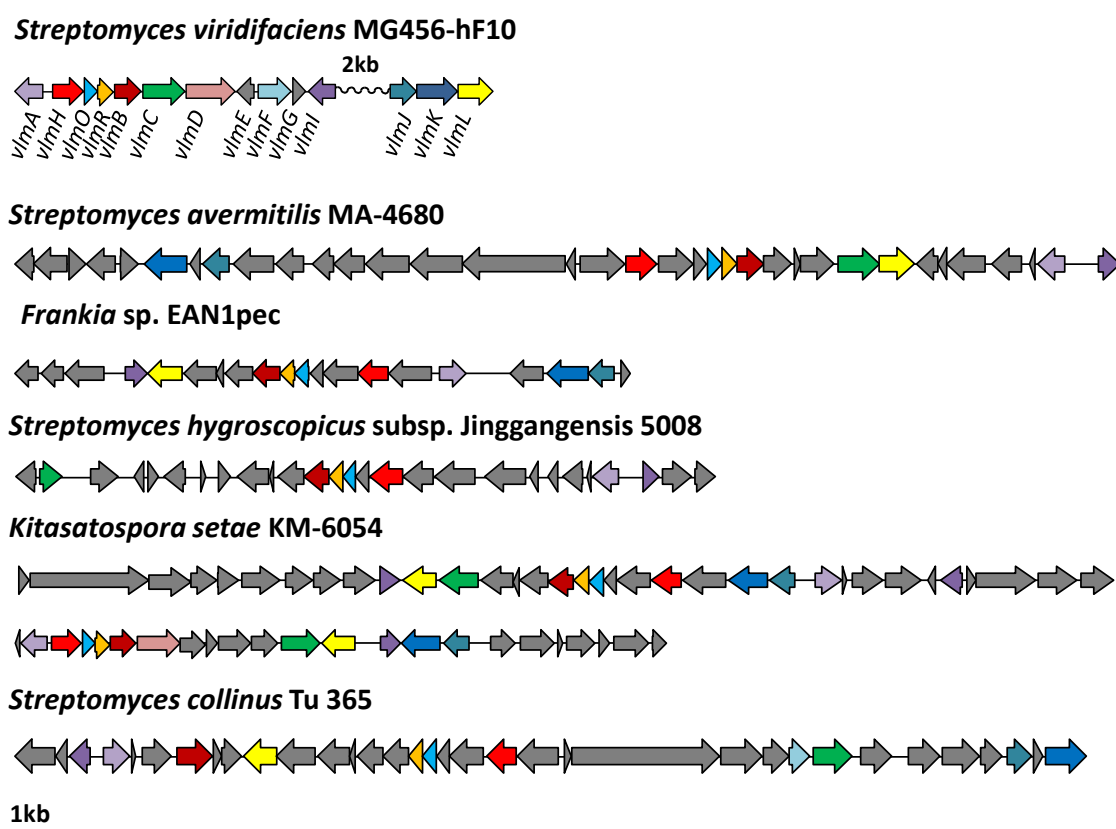 Streptomyces viridifaciens MG456-hF10
2kb
vlmA vlmH vlmO vlmR vlmB vlmC vlmD vlmE vlmF vlmG vlmI vlmJ vlmK vlmL
Streptomyces avermitilis MA-4680
Frankia sp. EAN1pec
Streptomyces hygroscopicus subsp. Jinggangensis 5008
Kitasatospora setae KM-6054
Streptomyces collinus Tu 365
1kb